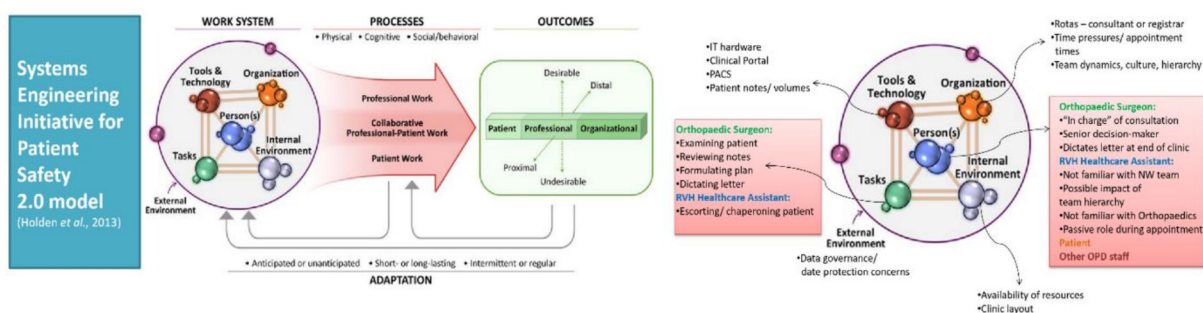 Systems
Engineering
Initiative for
Patient
Safety
2.0 model
(Holden et al., 2013)
WORK SYSTEM
PROCESSES
• Physical • Cognitive • Social/behavioral
OUTCOMES
Tools &
Technology
Organization
Person(s)
Tasks
Internal
Environment
External
Environment
Professional Work
Collaborative
Professional-Patient Work
Patient Work
Desirable
Distal
Patient
Professional
Organizational
Proximal
Undesirable
• Anticipated or unanticipated • Short- or long-lasting • Intermittent or regular
ADAPTATION
•IT hardware
•Clinical Portal
•PACS
•Patient notes/ volumes
•Rotas – consultant or registrar
•Time pressures/ appointment
times
•Team dynamics, culture, hierarchy
Orthopaedic Surgeon:
•Examining patient
•Reviewing notes
•Formulating plan
•Dictating letter
RVH Healthcare Assistant:
•Escorting/ chaperoning patient
Tools &
Technology
Organization
Person(s)
Tasks
Internal
Environment
External
Environment
•Data governance/
date protection concerns
Orthopaedic Surgeon:
•"In charge" of consultation
•Senior decision-maker
•Dictates letter at end of clinic
RVH Healthcare Assistant:
•Not familiar with NW team
•Possible impact of
team hierarchy
•Not familiar with Orthopaedics
•Passive role during appointment
Patient
Other OPD staff
•Availability of resources
•Clinic layout